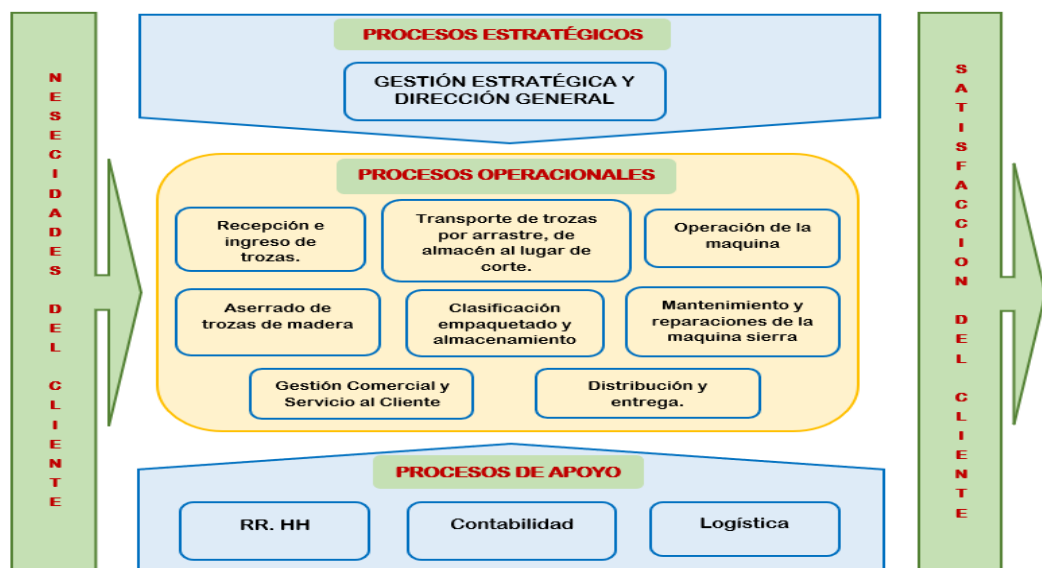 NESECIDADES DEL CLIENTE
PROCESOS ESTRATÉGICOS
GESTIÓN ESTRATÉGICA Y
DIRECCIÓN GENERAL
PROCESOS OPERACIONALES
Recepción e
ingreso de
trozas.
Transporte de trozas
por arrastre, de
almacén al lugar de
corte.
Operación de la
maquina
Aserrado de
trozas de madera
Clasificación
empaquetado y
almacenamiento
Mantenimiento y
reparaciones de la
maquina sierra
Gestión Comercial y
Servicio al Cliente
Distribución y
entrega.
PROCESOS DE APOYO
RR. HH
Contabilidad
Logística
SATISFACCION DEL CLIENTE